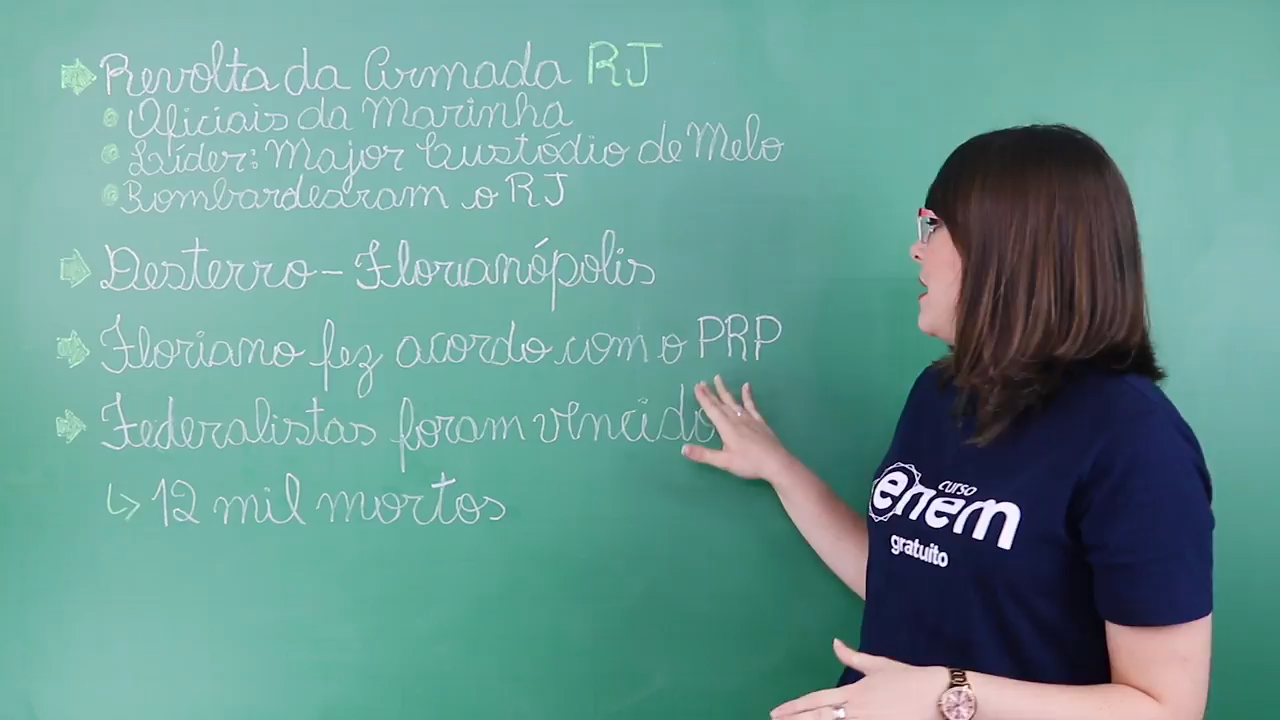 Revolta da Armada RJ
Oficiais da Marinha
Líder: Major Custódio de Melo
Bombardearam o RJ
Desterro - Florianópolis
Floriano fez acordo com o PRP
Federalistas foram vencido
↳ 12 mil mortos
curso
enem
gratuito